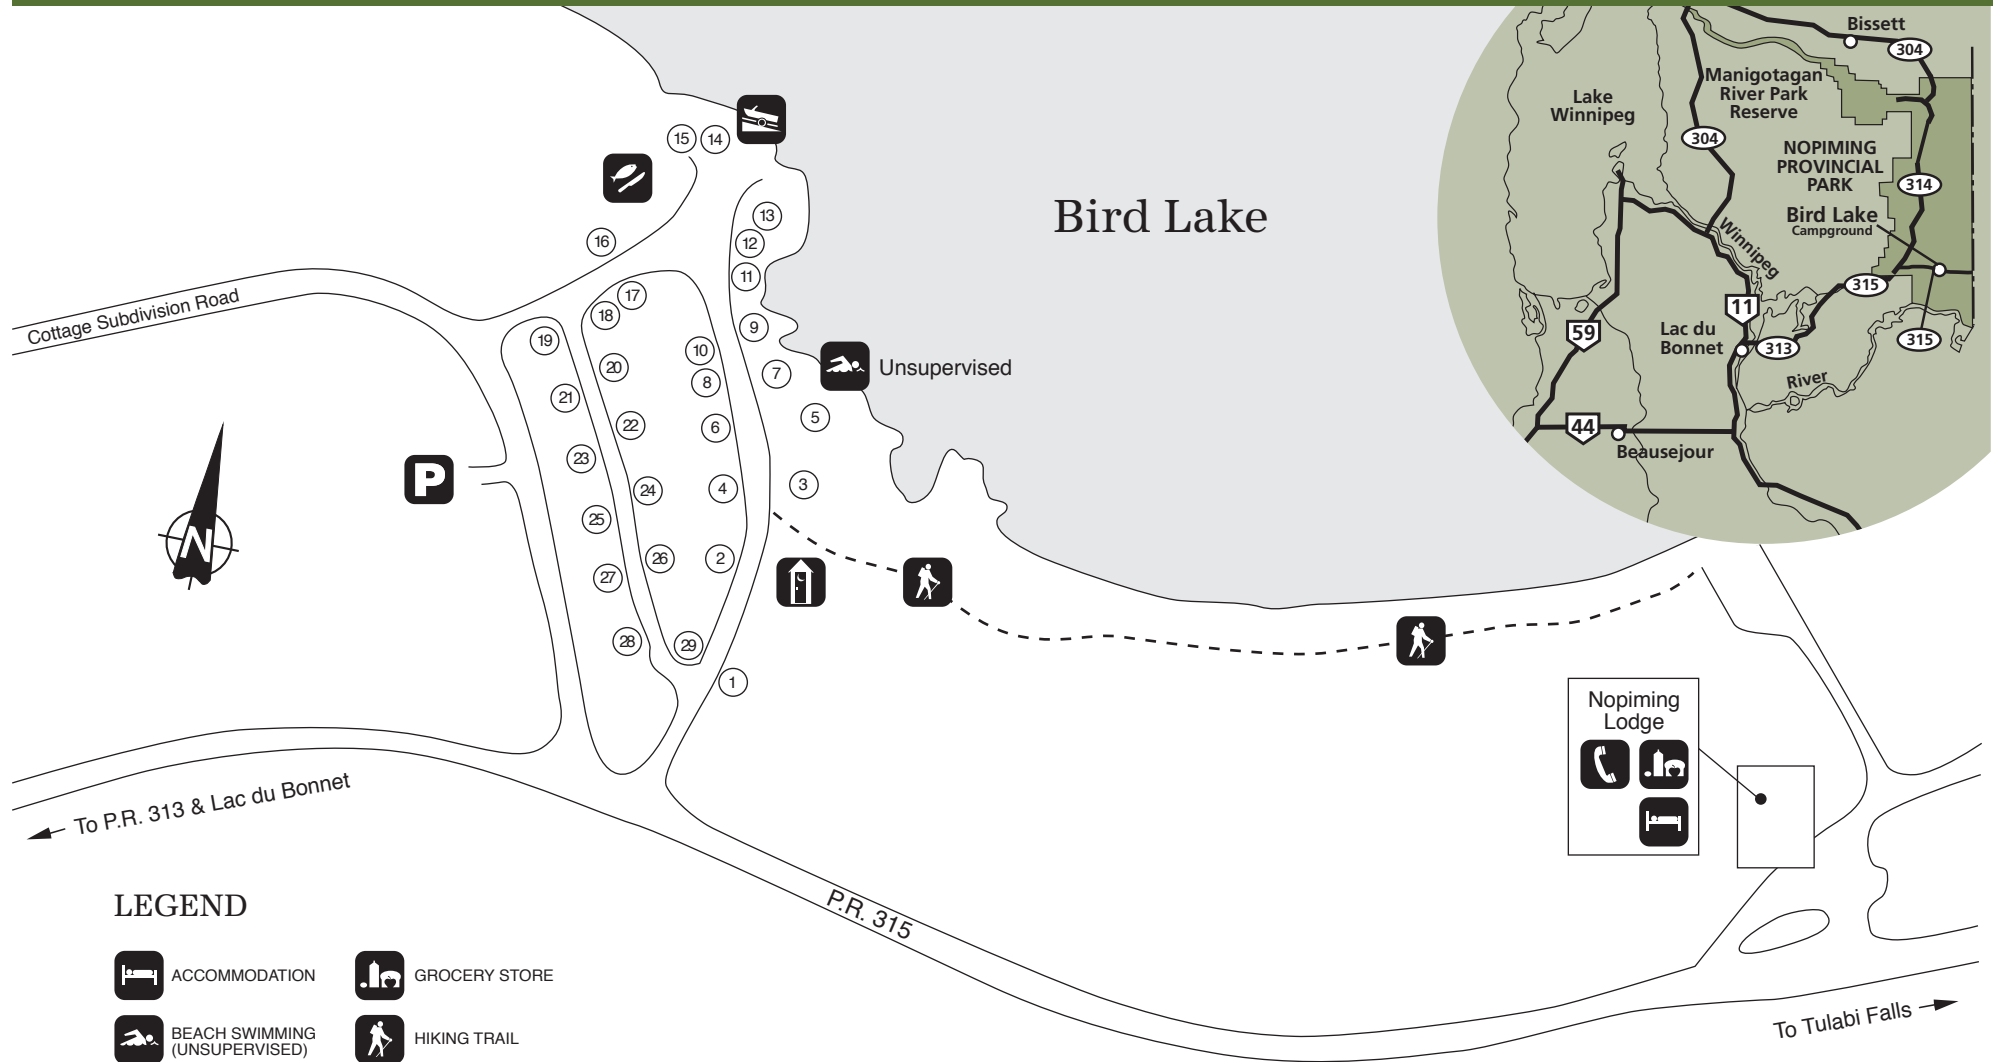 Bissett
304
Manigotagan
River Park
Reserve
Lake
Winnipeg
304
NOPIMING
PROVINCIAL
PARK
314
Bird Lake
Campground
Winnipeg
315
11
59
Lac du
Bonnet
313
315
River
44
Beausejour
Bird Lake
15
14
13
16
12
11
17
18
9
19
10
20
7
8
21
5
22
6
23
3
4
24
25
26
2
27
28
29
1
Unsupervised
Cottage Subdivision Road
P
N
Nopiming
Lodge
To P.R. 313 & Lac du Bonnet
P.R. 315
To Tulabi Falls
LEGEND
ACCOMMODATION
GROCERY STORE
BEACH SWIMMING
(UNSUPERVISED)
HIKING TRAIL